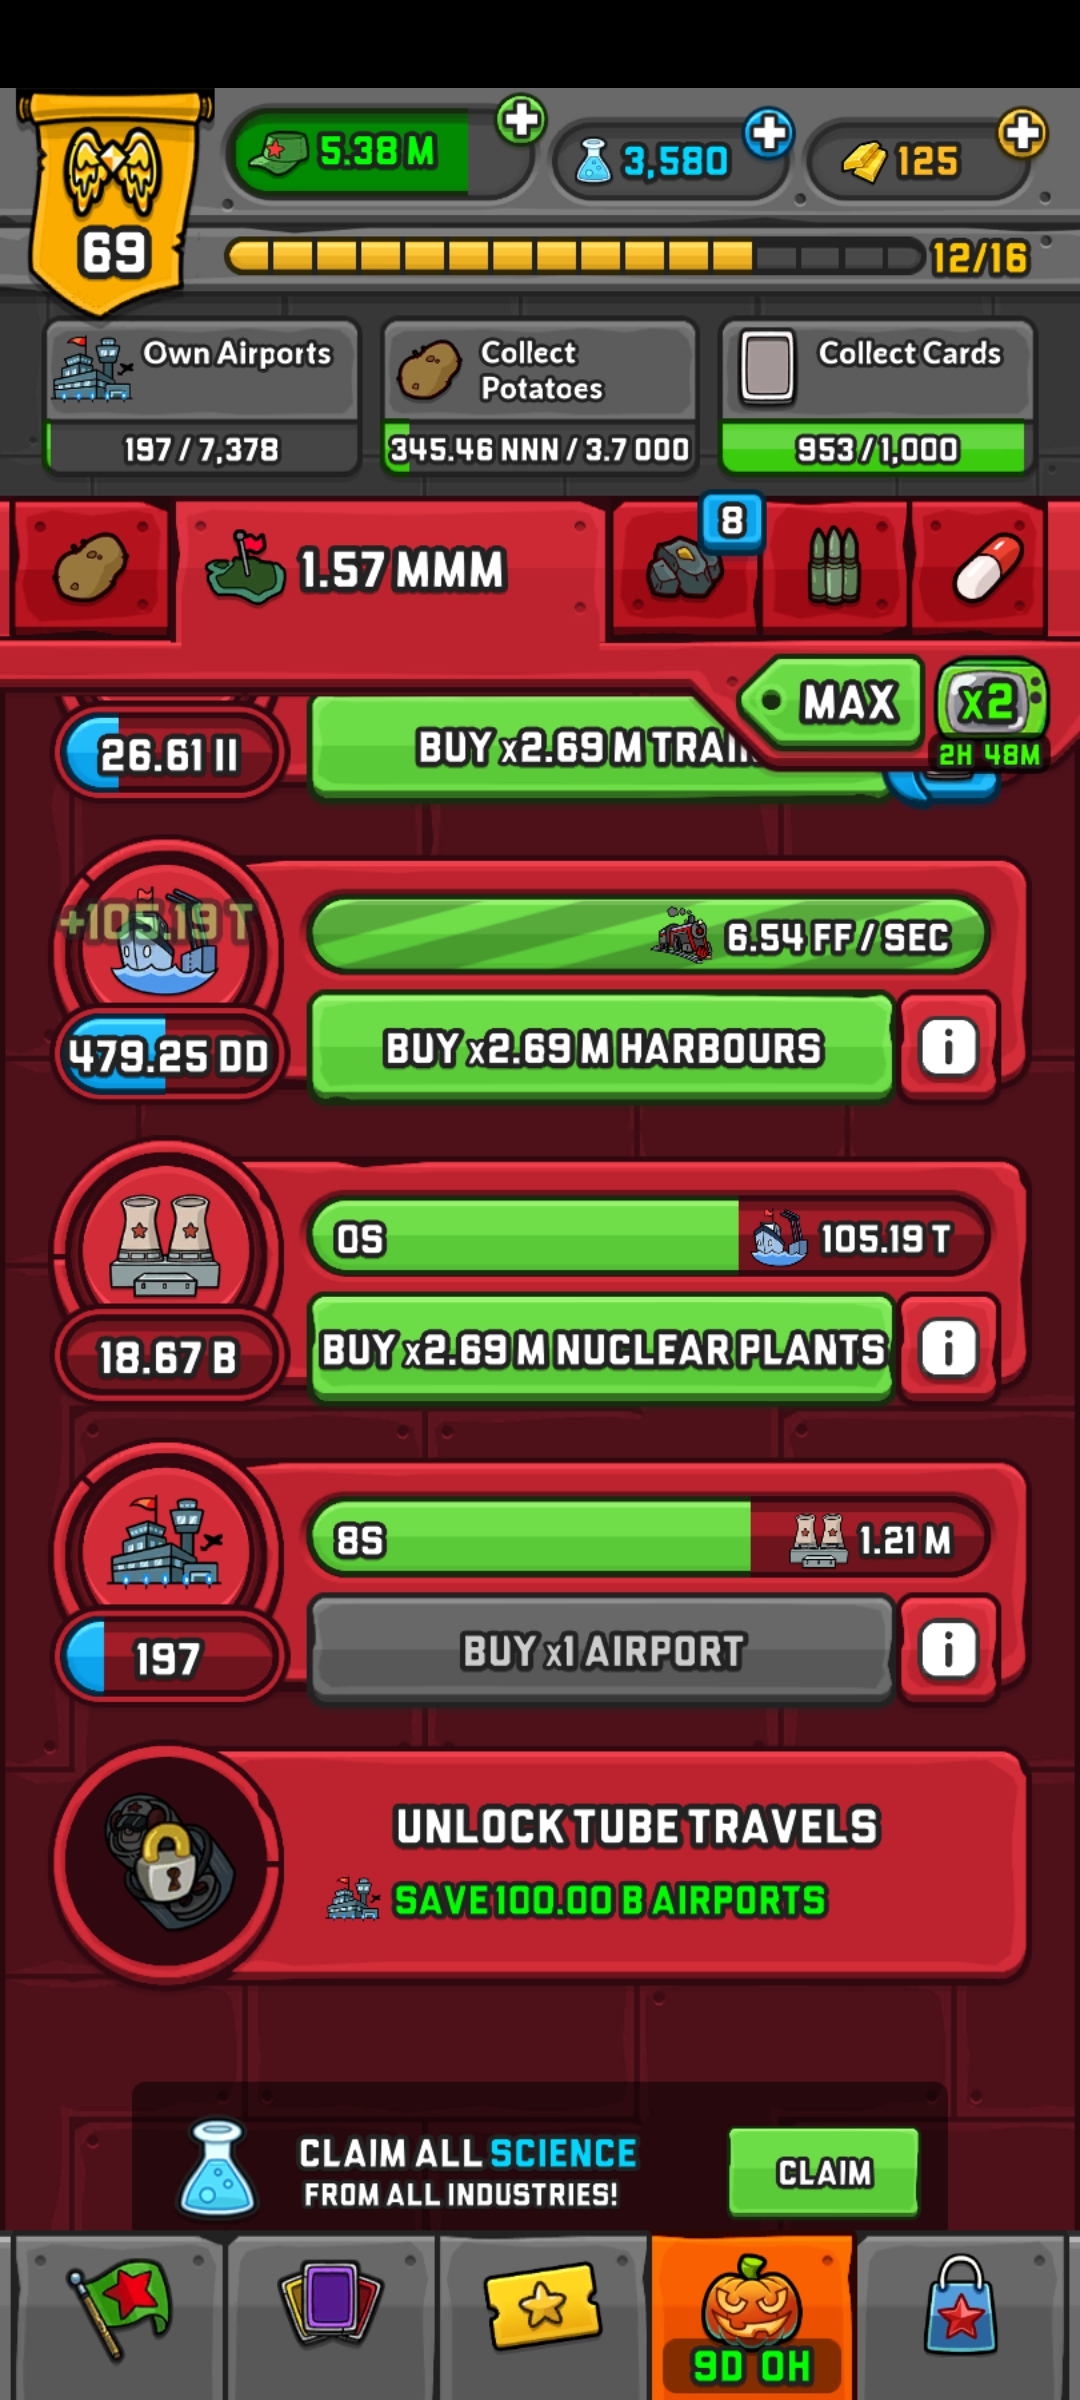 5.38 M
3,580
125
69
12/16
Own Airports
197 / 7,378
Collect
Potatoes
345.46 NNN / 3.7 OOO
Collect Cards
953 / 1,000
1.57 MMM
8
MAX
x2
2H 48M
26.61 II
BUY x2.69 M TRAI
+105.19 T
479.25 DD
6.54 FF / SEC
BUY x2.69 M HARBOURS
i
0S
105.19 T
18.67 B
BUY x2.69 M NUCLEAR PLANTS
i
8S
1.21 M
197
BUY x1 AIRPORT
i
UNLOCK TUBE TRAVELS
SAVE 100.00 B AIRPORTS
CLAIM ALL SCIENCE
FROM ALL INDUSTRIES!
CLAIM
9D 0H